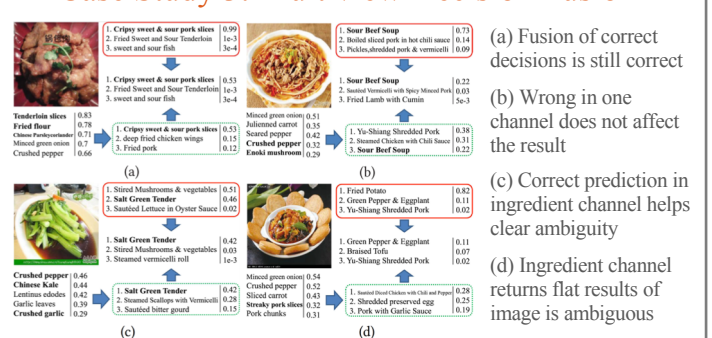 1. Cripsy sweet & sour pork slices 0.99
2. Fried Sweet and Sour Tenderloin 1e-3
3. sweet and sour fish 3e-4
1. Cripsy sweet & sour pork slices 0.53
2. Fried Sweet and Sour Tenderloin 1e-3
3. sweet and sour fish 3e-4
Tenderloin slices 0.83
Fried flour 0.78
Chinese Parsleycorriander 0.71
Minced green onion 0.7
Crushed pepper 0.66
1. Cripsy sweet & sour pork slices 0.53
2. deep fried chicken wings 0.15
3. Fried pork 0.12
(a)
1. Sour Beef Soup 0.73
2. Boiled sliced pork in hot chili sauce 0.14
3. Pickles,shredded pork & vermicelli 0.09
1. Sour Beef Soup 0.22
2. Sautéed Vermicelli with Spicy Minced Pork 0.03
3. Fried Lamb with Cumin 5e-3
Minced green onion 0.51
Julienned carrot 0.35
Seared pepper 0.42
Crushed pepper 0.32
Enoki mushroom 0.29
1. Yu-Shiang Shredded Pork 0.38
2. Steamed Chicken with Chili Sauce 0.31
3. Sour Beef Soup 0.22
(b)
1. Stired Mushrooms & vegetables 0.51
2. Salt Green Tender 0.46
3. Sautéed Lettuce in Oyster Sauce 0.02
1. Salt Green Tender 0.42
2. Stired Mushrooms & vegetables 0.03
3. Steamed vermicelli roll 1e-3
Crushed pepper 0.46
Chinese Kale 0.44
Lentinus edodes 0.42
Garlic leaves 0.39
Crushed garlic 0.29
1. Salt Green Tender 0.42
2. Steamed Scallops with Vermicelli 0.28
3. Sautéed bitter gourd 0.15
(c)
1. Fried Potato 0.82
2. Green Pepper & Eggplant 0.11
3. Yu-Shiang Shredded Pork 0.02
1. Green Pepper & Eggplant 0.11
2. Braised Tofu 0.07
3. Yu-Shiang Shredded Pork 0.02
Minced green onion 0.54
Crushed pepper 0.52
Sliced carrot 0.43
Streaky pork slices 0.32
Pork chunks 0.31
1. Sautéed Diced Chicken with Chili and Pepper 0.28
2. Shredded preserved egg 0.25
3. Pork with Garlic Sauce 0.19
(d)
(a) Fusion of correct
decisions is still correct
(b) Wrong in one
channel does not affect
the result
(c) Correct prediction in
ingredient channel helps
clear ambiguity
(d) Ingredient channel
returns flat results of
image is ambiguous